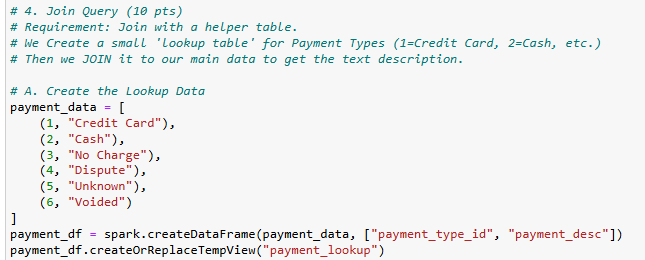 # 4. Join Query (10 pts)
# Requirement: Join with a helper table.
# We Create a small 'lookup table' for Payment Types (1=Credit Card, 2=Cash, etc.)
# Then we JOIN it to our main data to get the text description.

# A. Create the Lookup Data
payment_data = [
    (1, "Credit Card"),
    (2, "Cash"),
    (3, "No Charge"),
    (4, "Dispute"),
    (5, "Unknown"),
    (6, "Voided")
]
payment_df = spark.createDataFrame(payment_data, ["payment_type_id", "payment_desc"])
payment_df.createOrReplaceTempView("payment_lookup")